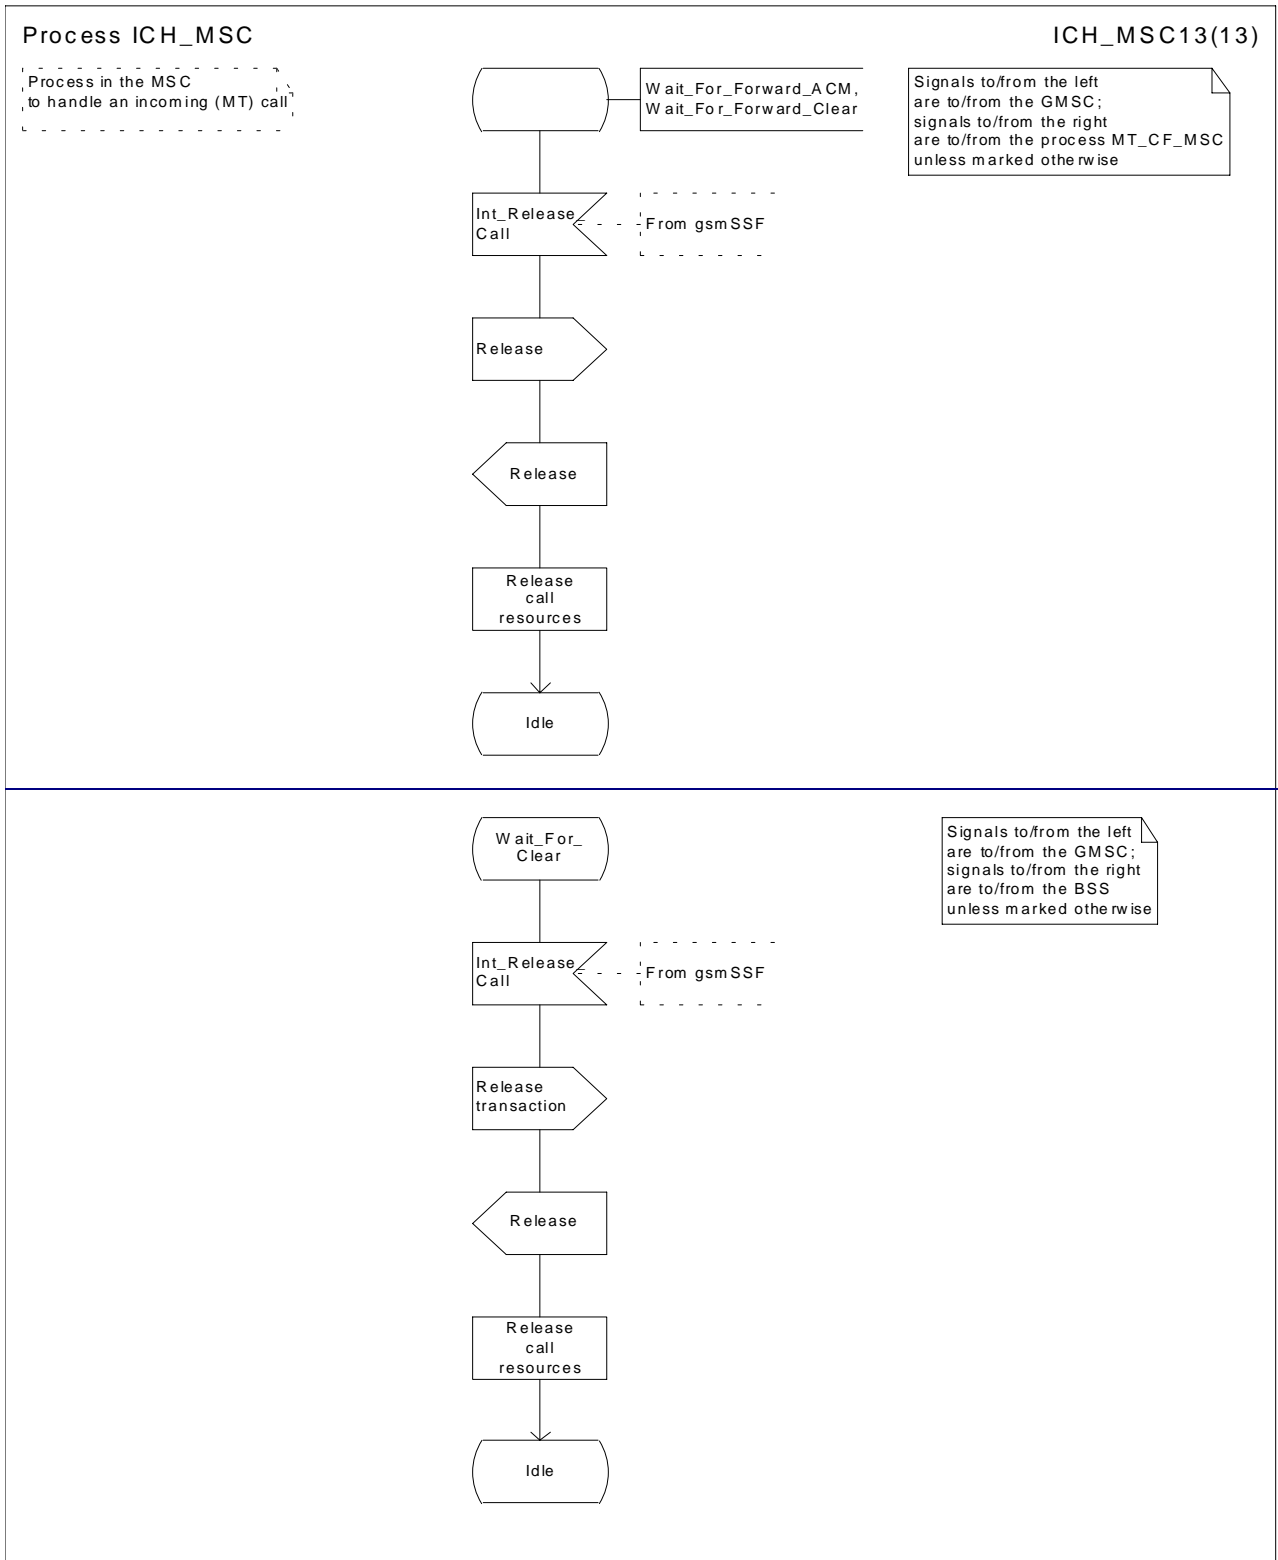 Process ICH_MSC
ICH_MSC13(13)
Process in the MSC
to handle an incoming (MT) call
Wait_For_Forward_ACM,
Wait_For_Forward_Clear
Signals to/from the left
are to/from the GMSC;
signals to/from the right
are to/from the process MT_CF_MSC
unless marked otherwise
Int_Release_
Call
From gsmSSF
Release
Release
Release
call
resources
Idle
Wait_For_
Clear
Signals to/from the left
are to/from the GMSC;
signals to/from the right
are to/from the BSS
unless marked otherwise
Int_Release_
Call
From gsmSSF
Release
transaction
Release
Release
call
resources
Idle